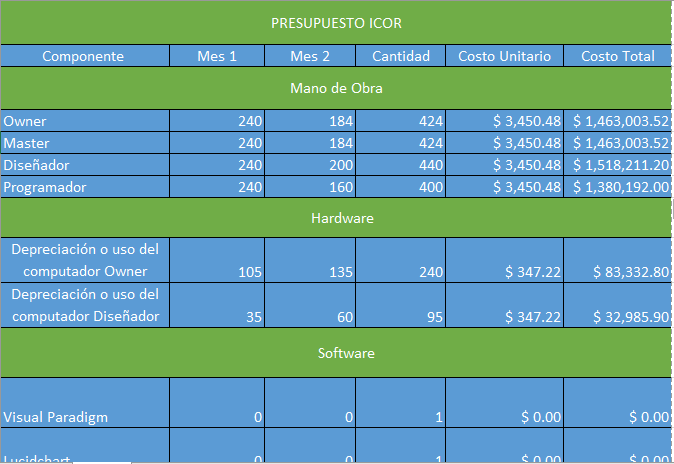 PRESUPUESTO ICOR
Componente Mes 1 Mes 2 Cantidad Costo Unitario Costo Total
Mano de Obra
Owner 240 184 424 $ 3,450.48 $ 1,463,003.52
Master 240 184 424 $ 3,450.48 $ 1,463,003.52
Diseñador 240 200 440 $ 3,450.48 $ 1,518,211.20
Programador 240 160 400 $ 3,450.48 $ 1,380,192.00
Hardware
Depreciación o uso del
computador Owner 105 135 240 $ 347.22 $ 83,332.80
Depreciación o uso del
computador Diseñador 35 60 95 $ 347.22 $ 32,985.90
Software
Visual Paradigm 0 0 1 $ 0.00 $ 0.00
Lucidchart 0 0 1 $ 0.00 $ 0.00